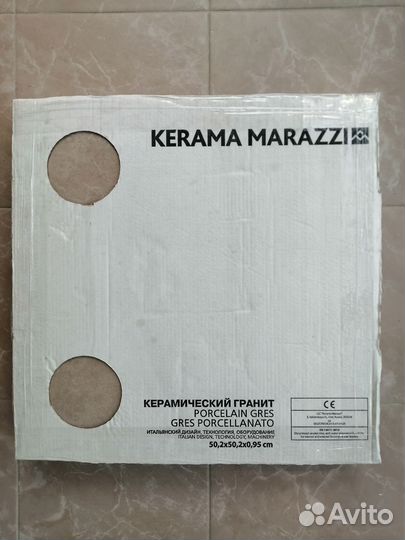 KERAMA MARAZZI
КЕРАМИЧЕСКИЙ ГРАНИТ
PORCELAIN GRES
GRES PORCELLANATO
ИТАЛЬЯНСКИЙ ДИЗАЙН, ТЕХНОЛОГИЯ, ОБОРУДОВАНИЕ
ITALIAN DESIGN, TECHNOLOGY, MACHINERY
50,2x50,2x0,95 cm
CE
Avito